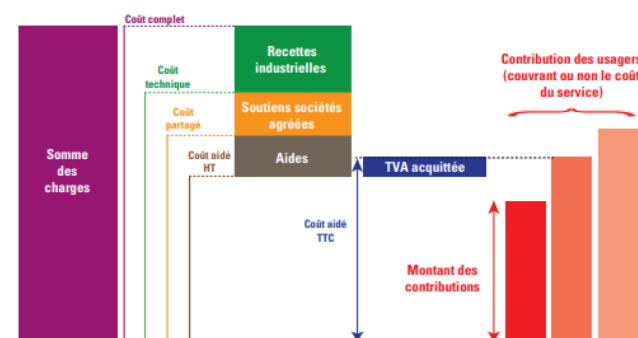 Coût complet
Recettes
industrielles
Contribution des usagers
(couvrant ou non le coût
du service)
Coût
technique
Soutiens sociétés
agréées
Coût
partagé
Somme
des
charges
Coût aidé
HT
Aides
TVA acquittée
Coût aidé
TTC
Montant des
contributions